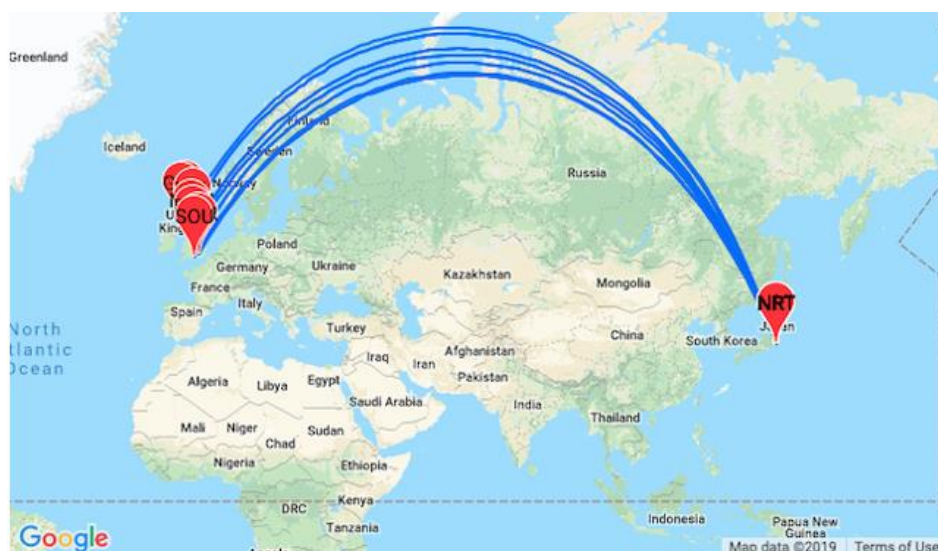 Greenland
Iceland
Finland
Sweden
Norway
Russia
SOU
U
King
Poland
Germany
Ukraine
France
Kazakhstan
Mongolia
NRT
Italy
Spain
Turkey
China
South Korea
North
tlantic
Ocean
Iraq
Iran
Afghanistan
Pakistan
Algeria
Libya
Egypt
Saudi Arabia
India
Mali
Niger
Chad
Sudan
Thailand
Nigeria
Ethiopia
DRC
Kenya
Tanzania
Indonesia
Papua New
Guinea
Google
Map data ©2019
Terms of Use